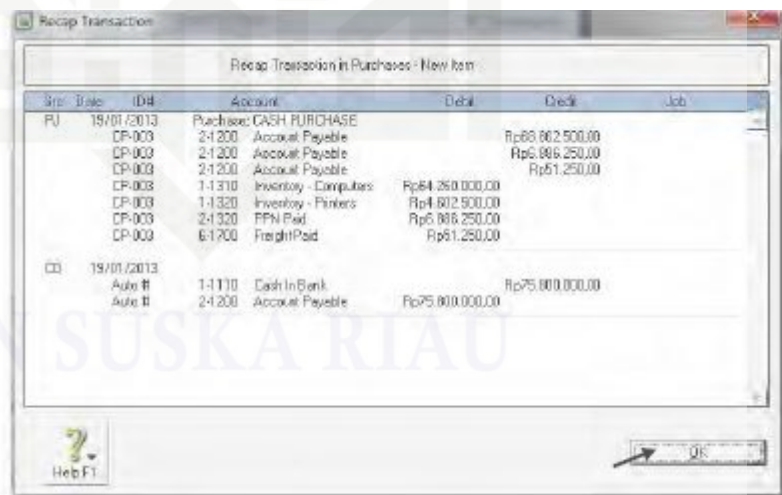 Recap Transaction
Recap Transaction in Purchases - New Item
Src Date ID# Account Debit Credit Job
PJ 19/01/2013 Purchase: CASH PURCHASE
CP-003 2-1200 Account Payable Rp68.862.500,00
CP-003 2-1200 Account Payable Rp6.886.250,00
CP-003 2-1200 Account Payable Rp51.250,00
CP-003 1-1310 Inventory - Computers Rp64.260.000,00
CP-003 1-1320 Inventory - Printers Rp4.602.500,00
CP-003 2-1320 PPN Paid Rp6.886.250,00
CP-003 6-1700 Freight Paid Rp51.250,00
CD 19/01/2013
Auto # 1-1110 Cash In Bank Rp75.800.000,00
Auto # 2-1200 Account Payable Rp75.800.000,00
N SUSKA RIAU
Help F1
OK